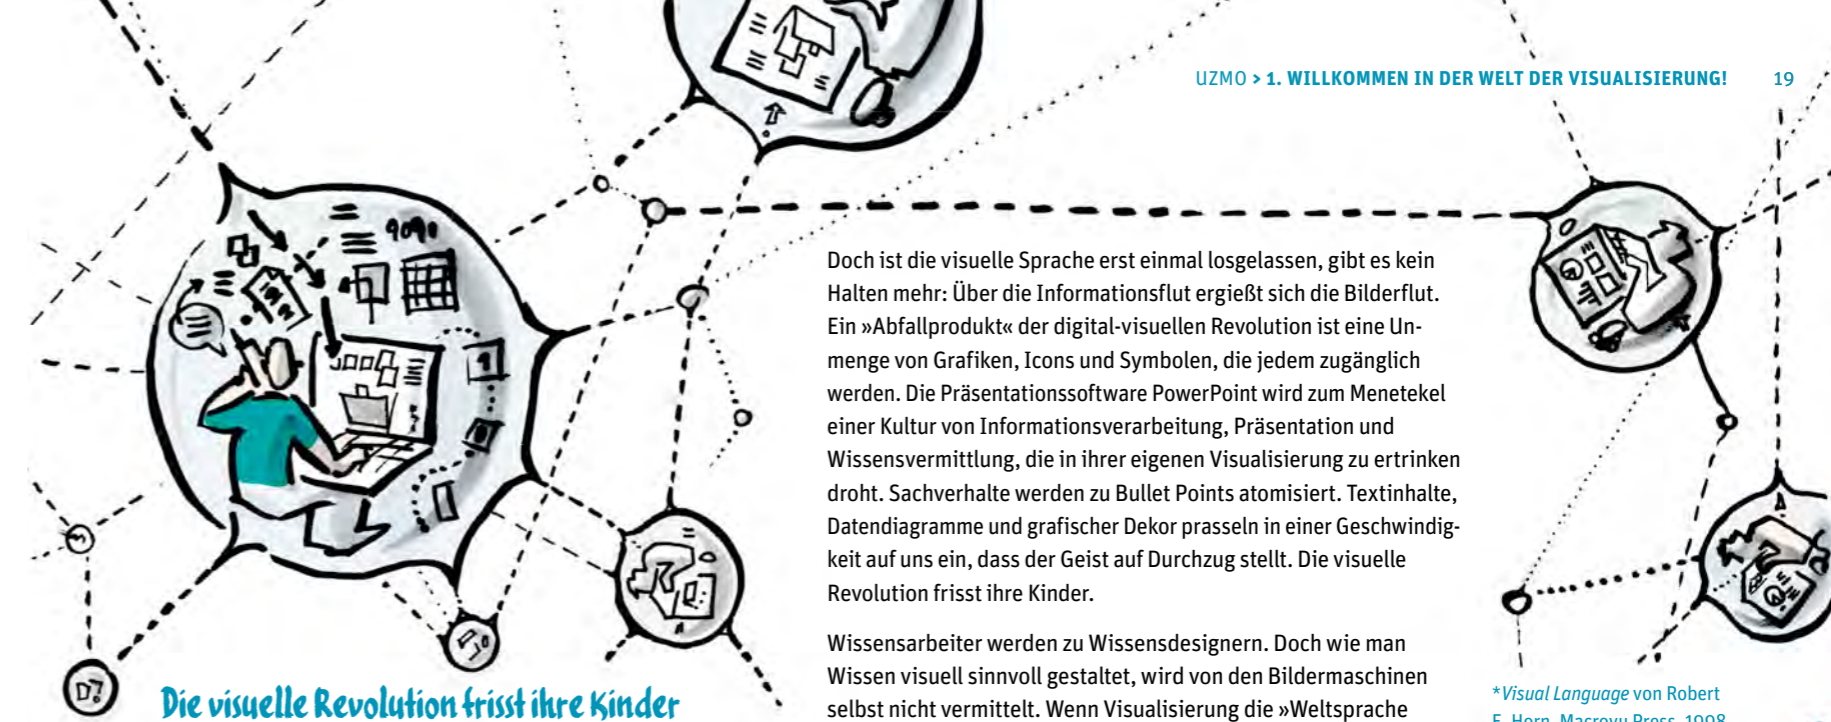 UZMO > 1. WILLKOMMEN IN DER WELT DER VISUALISIERUNG! 19
Doch ist die visuelle Sprache erst einmal losgelassen, gibt es kein
Halten mehr: Über die Informationsflut ergießt sich die Bilderflut.
Ein »Abfallprodukt« der digital-visuellen Revolution ist eine Un-
menge von Grafiken, Icons und Symbolen, die jedem zugänglich
werden. Die Präsentationssoftware PowerPoint wird zum Menetekel
einer Kultur von Informationsverarbeitung, Präsentation und
Wissensvermittlung, die in ihrer eigenen Visualisierung zu ertrinken
droht. Sachverhalte werden zu Bullet Points atomisiert. Textinhalte,
Datendiagramme und grafischer Dekor prasseln in einer Geschwindig-
keit auf uns ein, dass der Geist auf Durchzug stellt. Die visuelle
Revolution frisst ihre Kinder.
Wissensarbeiter werden zu Wissensdesignern. Doch wie man
Wissen visuell sinnvoll gestaltet, wird von den Bildermaschinen
selbst nicht vermittelt. Wenn Visualisierung die »Weltsprache
Die visuelle Revolution frisst ihre Kinder
*Visual Language von Robert
E. Horn, Macrovu Press, 1998